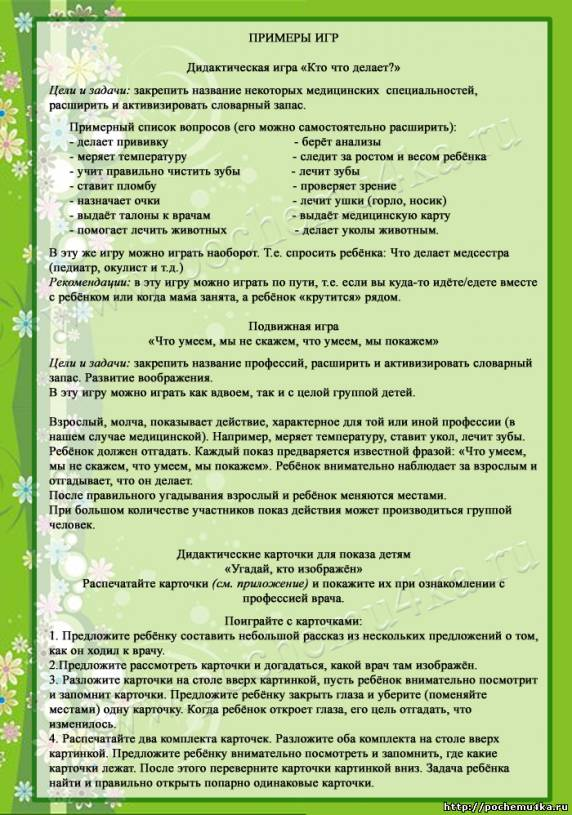 ПРИМЕРЫ ИГР
Дидактическая игра «Кто что делает?»
Цели и задачи: закрепить название некоторых медицинских специальностей,
расширить и активизировать словарный запас.
Примерный список вопросов (его можно самостоятельно расширить):
- делает прививку - берёт анализы
- меряет температуру - следит за ростом и весом ребёнка
- учит правильно чистить зубы - лечит зубы
- ставит пломбу - проверяет зрение
- назначает очки - лечит ушки (горло, носик)
- выдаёт талоны к врачам - выдаёт медицинскую карту
- помогает лечить животных - делает уколы животным.
В эту же игру можно играть наоборот. Т.е. спросить ребёнка: Что делает медсестра
(педиатр, окулист и т.д.)
Рекомендации: в эту игру можно играть по пути, т.е. если вы куда-то идёте/едете вместе
с ребёнком или когда мама занята, а ребёнок «крутится» рядом.
Подвижная игра
«Что умеем, мы не скажем, что умеем, мы покажем»
Цели и задачи: закрепить название профессий, расширить и активизировать словарный
запас. Развитие воображения.
В эту игру можно играть как вдвоем, так и с целой группой детей.
Взрослый, молча, показывает действие, характерное для той или иной профессии (в
нашем случае медицинской). Например, меряет температуру, ставит укол, лечит зубы.
Ребёнок должен отгадать. Каждый показ предваряется известной фразой: «Что умеем,
мы не скажем, что умеем, мы покажем». Ребёнок внимательно наблюдает за взрослым и
отгадывает, что он делает.
После правильного угадывания взрослый и ребёнок меняются местами.
При большом количестве участников показ действия может производиться группой
человек.
Дидактические карточки для показа детям
«Угадай, кто изображён»
Распечатайте карточки (см. приложение) и покажите их при ознакомлении с
профессией врача.
Поиграйте с карточками:
1. Предложите ребёнку составить небольшой рассказ из нескольких предложений о том,
как он ходил к врачу.
2.Предложите рассмотреть карточки и догадаться, какой врач там изображён.
3. Разложите карточки на столе вверх картинкой, пусть ребёнок внимательно посмотрит
и запомнит карточки. Предложите ребёнку закрыть глаза и уберите (поменяйте
местами) одну карточку. Когда ребёнок откроет глаза, его цель отгадать, что
изменилось.
4. Распечатайте два комплекта карточек. Разложите оба комплекта на столе вверх
картинкой. Предложите ребёнку внимательно посмотреть и запомнить, где какие
карточки лежат. После этого переверните карточки картинкой вниз. Задача ребёнка
найти и правильно открыть попарно одинаковые карточки.
http://pochemu4ka.ru